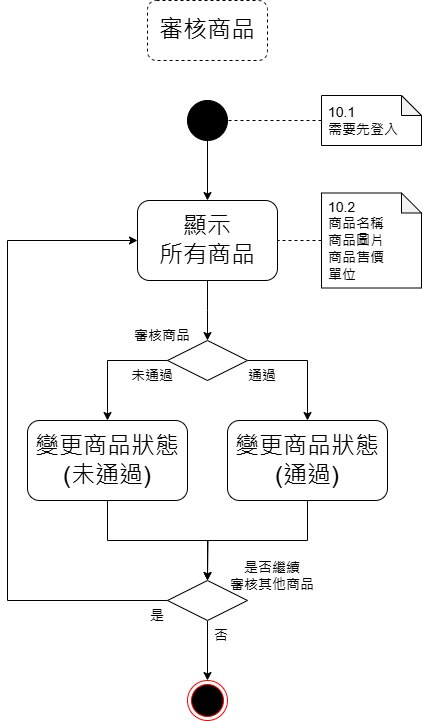 審核商品
10.1
需要先登入
顯示
所有商品
10.2
商品名稱
商品圖片
商品售價
單位
審核商品
未通過
通過
變更商品狀態
(未通過)
變更商品狀態
(通過)
是否繼續
審核其他商品
是
否